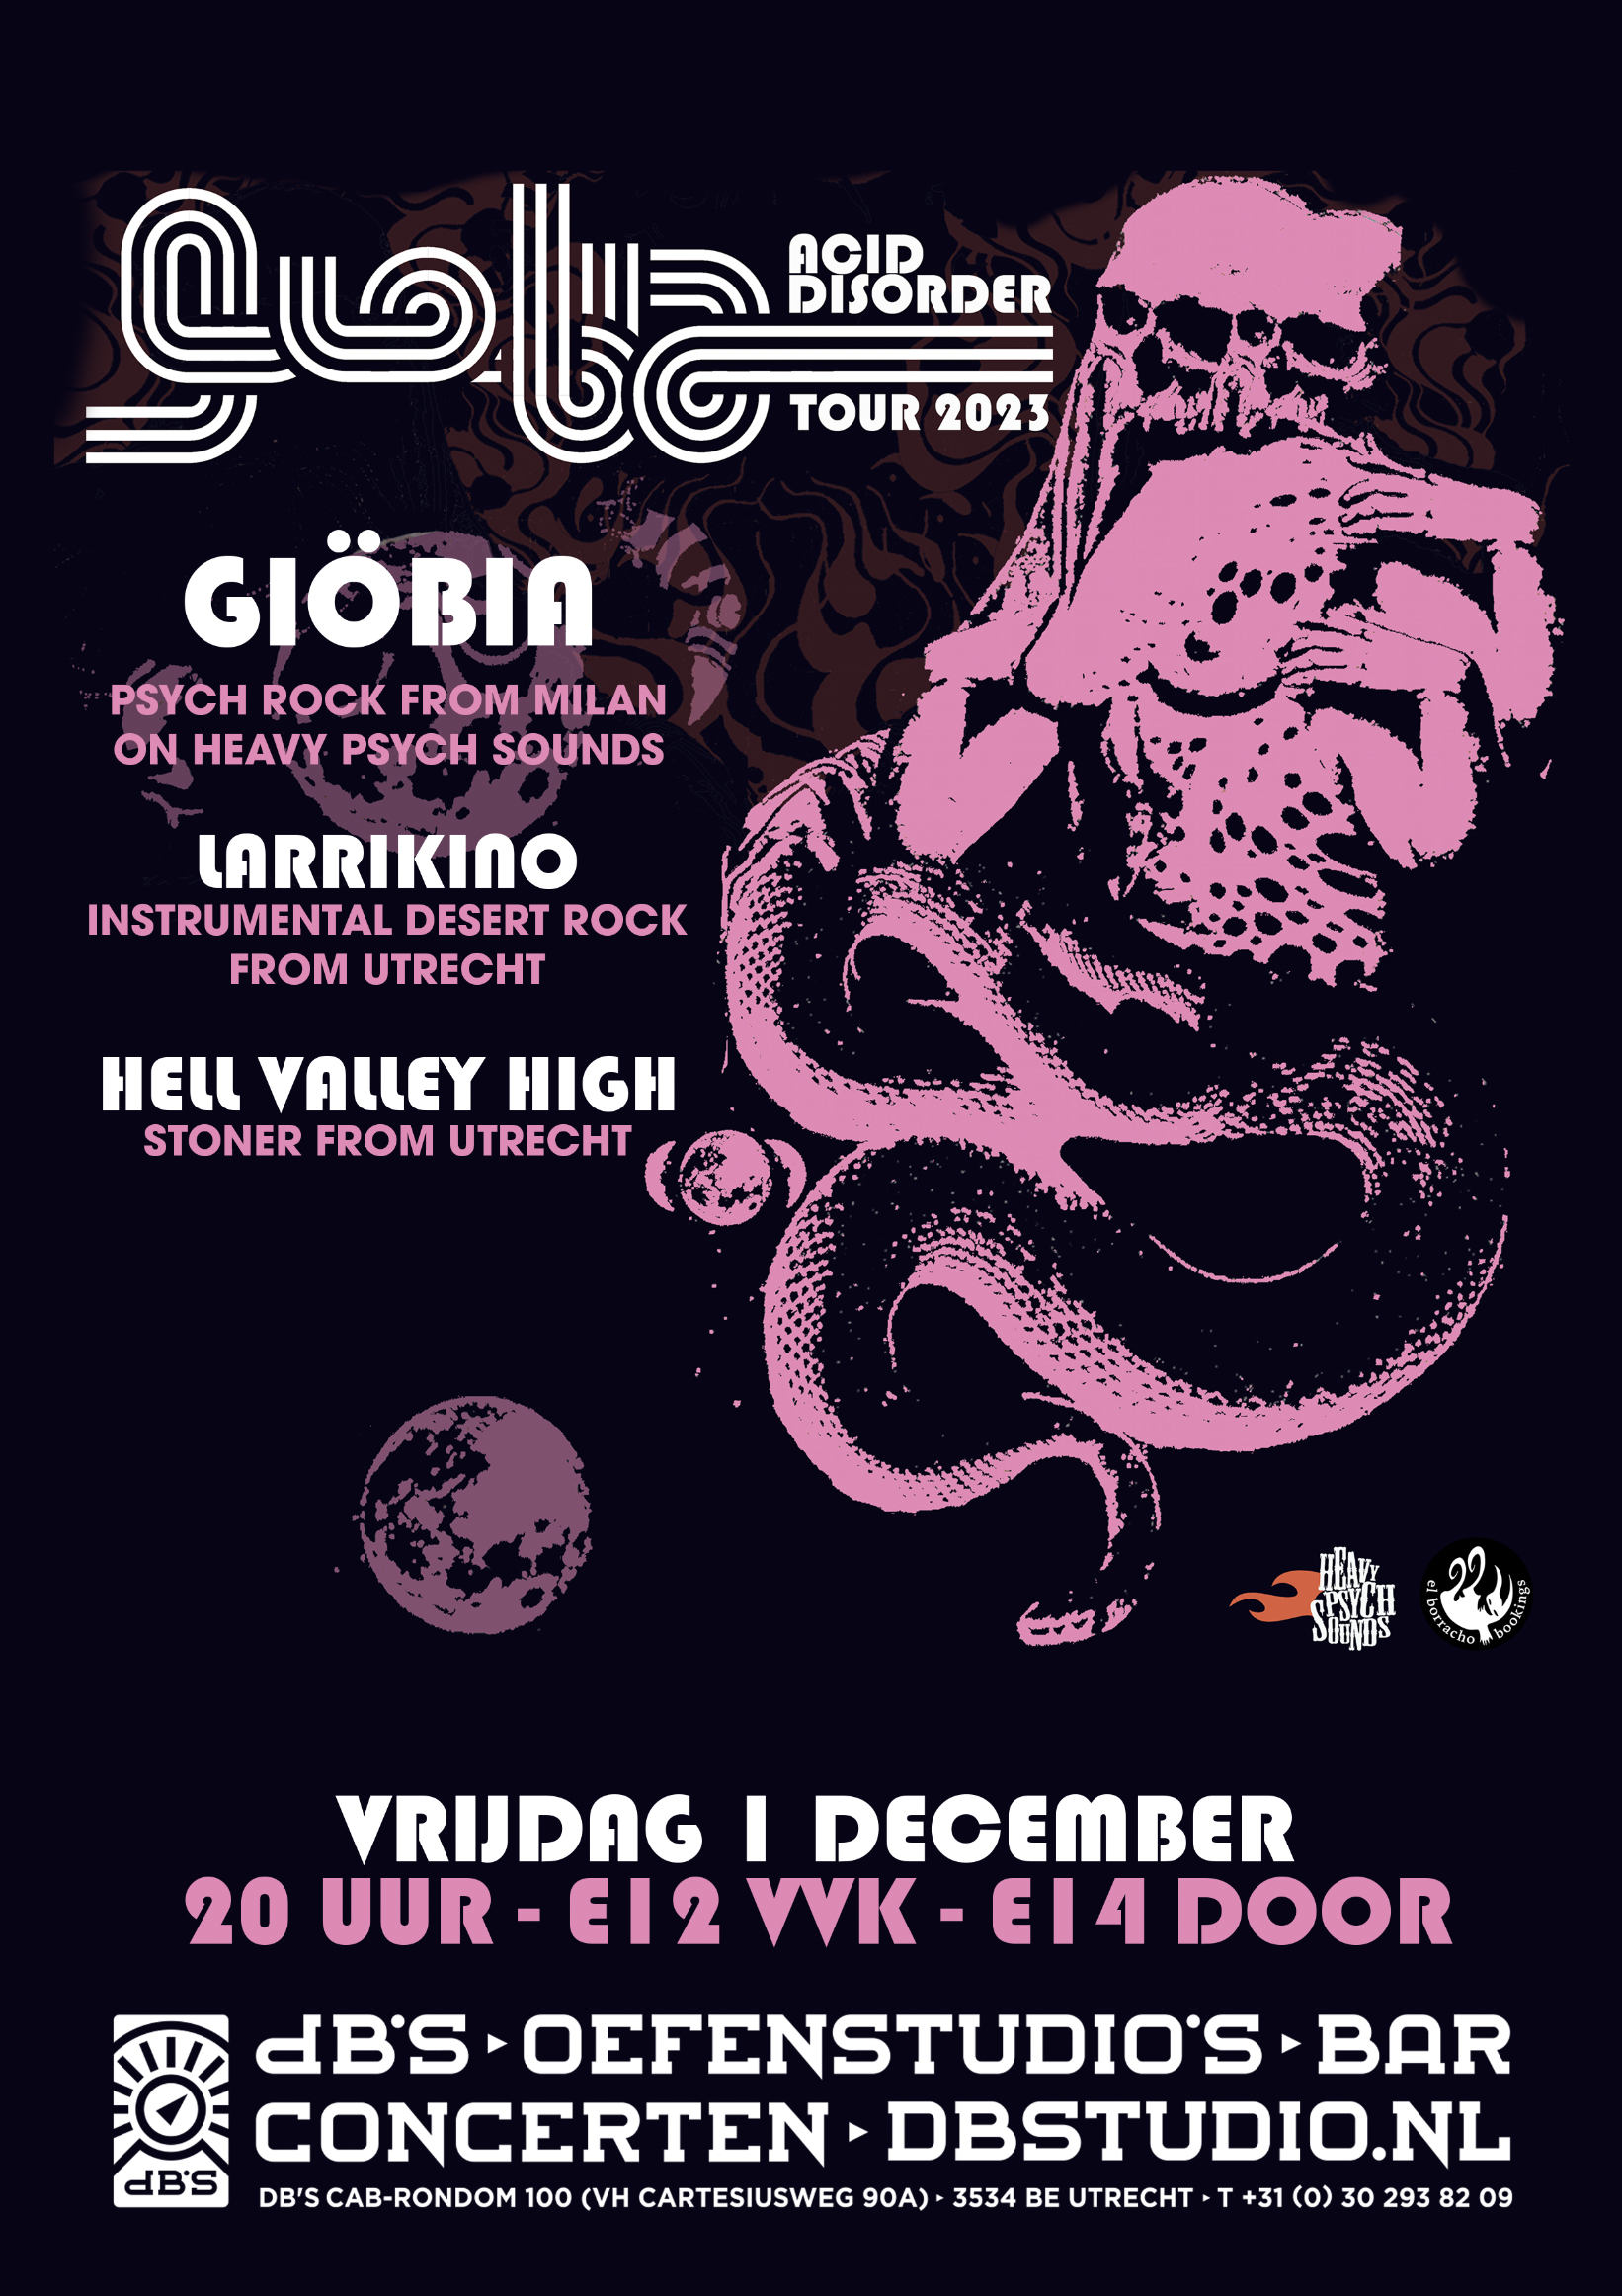 giöbia
ACID
DISORDER
TOUR 2023
GIÖBIA
PSYCH ROCK FROM MILAN
ON HEAVY PSYCH SOUNDS
LARRIKINO
INSTRUMENTAL DESERT ROCK
FROM UTRECHT
HELL VALLEY HIGH
STONER FROM UTRECHT
HEAVY
PSYCH
SOUNDS
el borracho bookings
VRIJDAG 1 DECEMBER
20 UUR - E12 VVK - E14 DOOR
dB'S ▸ OEFENSTUDIO'S ▸ BAR
CONCERTEN ▸ DBSTUDIO.NL
dB'S
DB'S CAB-RONDOM 100 (VH CARTESIUSWEG 90A) ▸ 3534 BE UTRECHT ▸ T +31 (0) 30 293 82 09